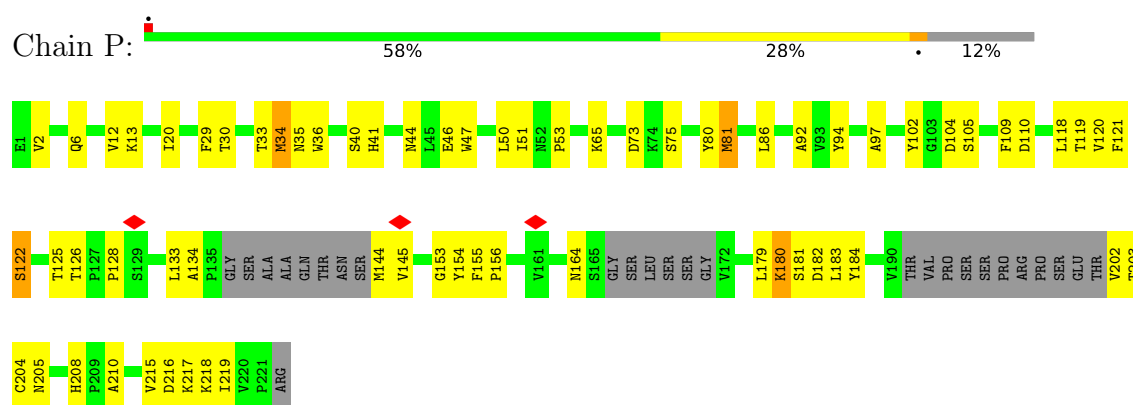 Chain P:
58%
28%
12%
E1 V2 Q6 V12 K13 I20 F29 T30 T33 M34 N35 W36 S40 H41 N44 L45 E46 W47 L50 I51 N52 P53 K65 D73 K74 S75 Y80 M81 L86 A92 V93 Y94 A97 Y102 G103 D104 S105 F109 D110 L118 T119 V120 F121
S122 T125 T126 P127 P128 S129 L133 A134 P135 GLY SER ALA ALA GLN THR ASN SER M144 V145 G153 Y154 F155 P156 V161 N164 S165 GLY SER LEU SER SER GLY V172 L179 K180 S181 D182 L183 Y184 V190 THR VAL PRO SER SER PRO ARG PRO SER GLU THR V202 T203
C204 N205 H208 P209 A210 V215 D216 K217 K218 I219 V220 P221 ARG